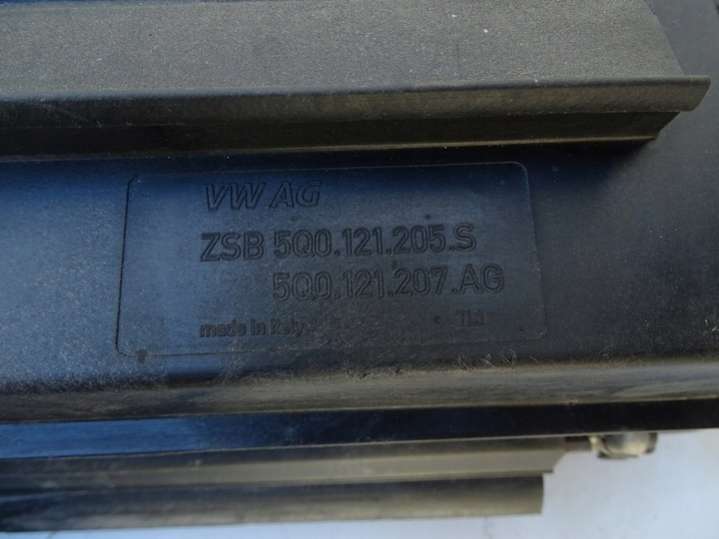 VW AG
ZSB 5Q0.121.205.S
5Q0.121.207.AG
made in Italy